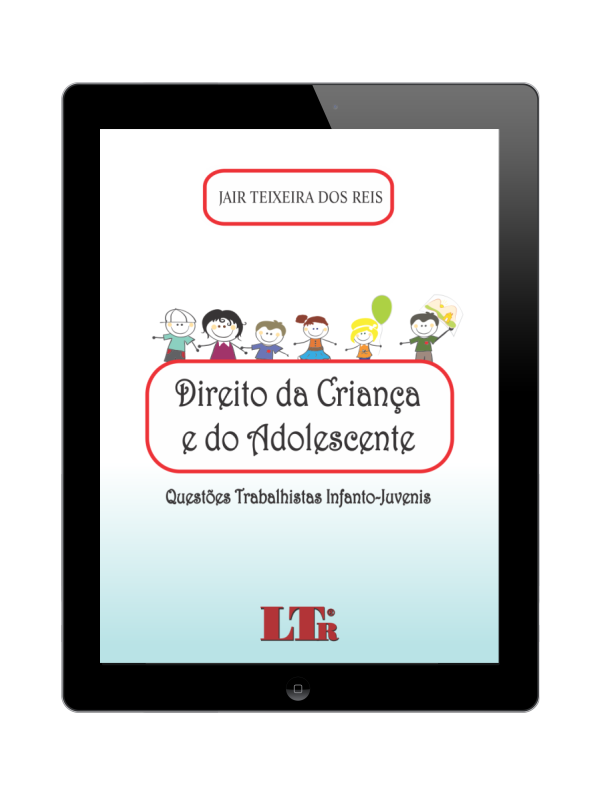 JAIR TEIXEIRA DOS REIS
Direito da Criança
e do Adolescente
Questões Trabalhistas Infanto-Juvenis
LTR®